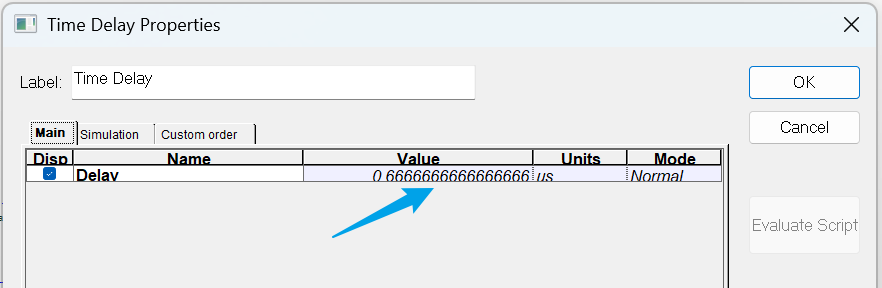 Time Delay Properties
Label: Time Delay
OK
Cancel
Main Simulation Custom order
Disp Name Value Units Mode
Delay 0.6666666666666666 us Normal
Evaluate Script